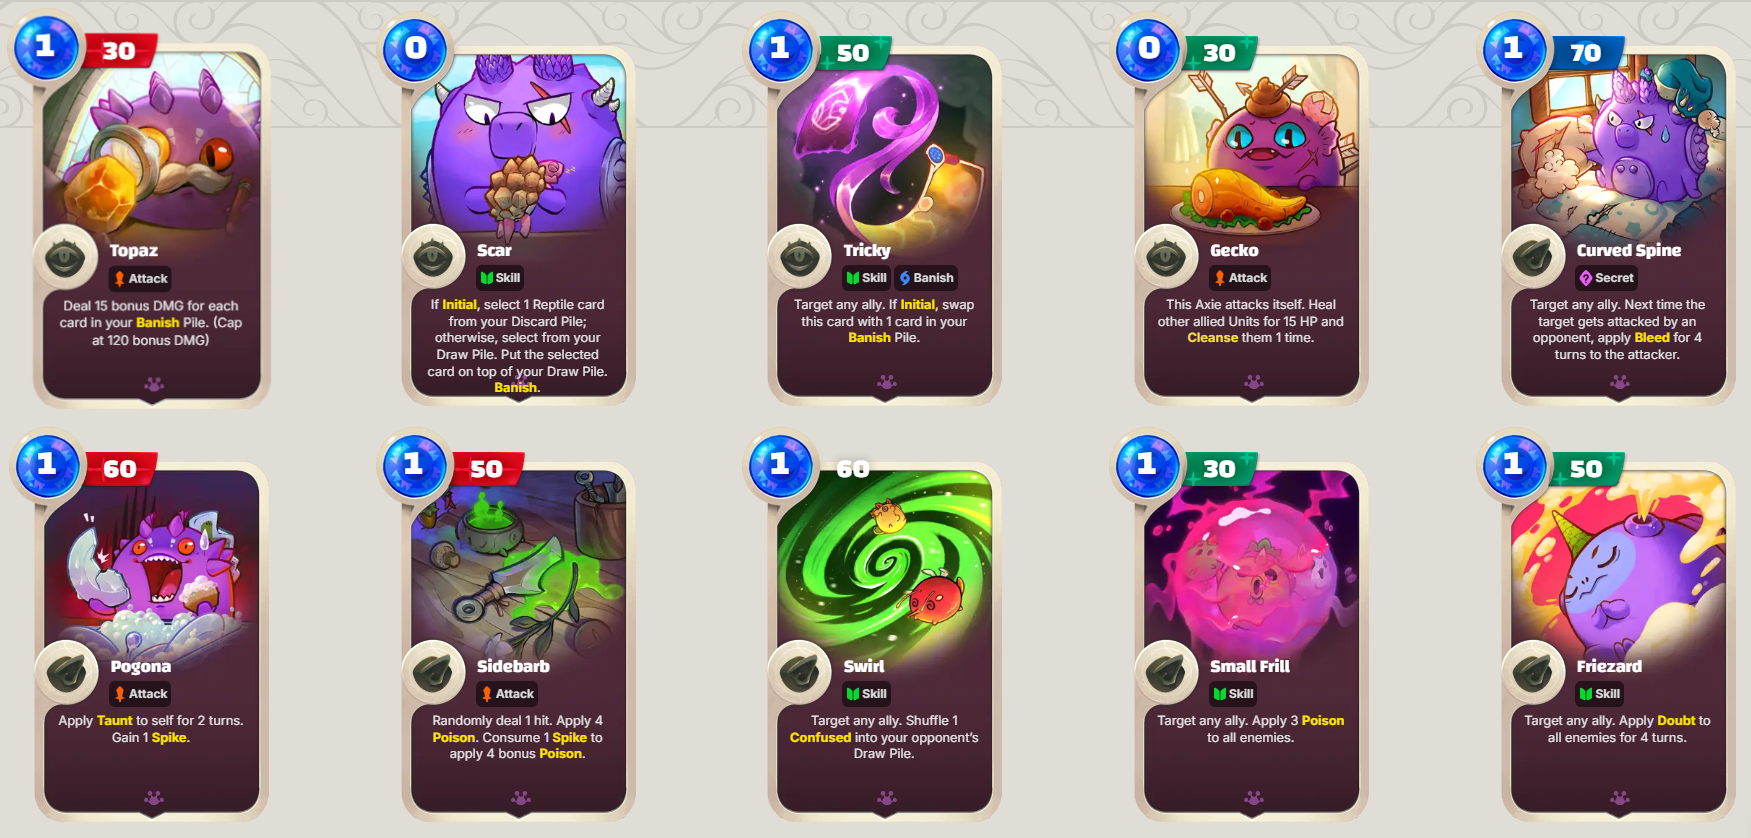 1 30
Topaz
Attack
Deal 15 bonus DMG for each
card in your Banish Pile. (Cap
at 120 bonus DMG)
0
Scar
Skill
If Initial, select 1 Reptile card
from your Discard Pile;
otherwise, select from your
Draw Pile. Put the selected
card on top of your Draw Pile.
Banish.
1 50
Tricky
Skill Banish
Target any ally. If Initial, swap
this card with 1 card in your
Banish Pile.
0 30
Gecko
Attack
This Axie attacks itself. Heal
other allied Units for 15 HP and
Cleanse them 1 time.
1 70
Curved Spine
Secret
Target any ally. Next time the
target gets attacked by an
opponent, apply Bleed for 4
turns to the attacker.
1 60
Pogona
Attack
Apply Taunt to self for 2 turns.
Gain 1 Spike.
1 50
Sidebarb
Attack
Randomly deal 1 hit. Apply 4
Poison. Consume 1 Spike to
apply 4 bonus Poison.
1 60
Swirl
Skill
Target any ally. Shuffle 1
Confused into your opponent's
Draw Pile.
1 30
Small Frill
Skill
Target any ally. Apply 3 Poison
to all enemies.
1 50
Friezard
Skill
Target any ally. Apply Doubt to
all enemies for 4 turns.